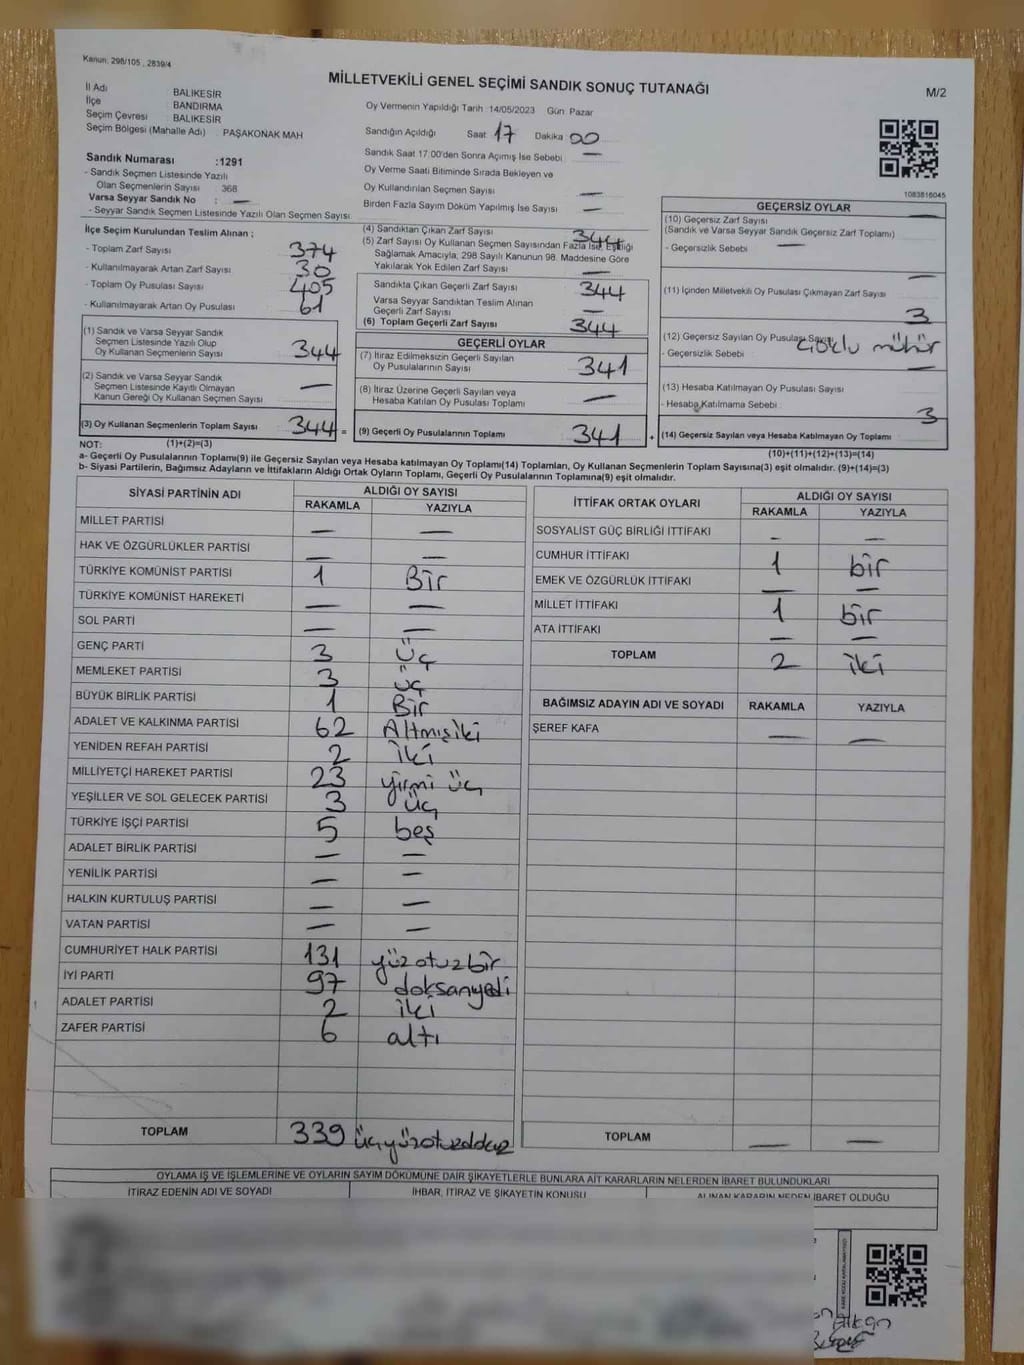 Kanun, 298/105 , 2839/4
MİLLETVEKİLİ GENEL SEÇİMİ SANDIK SONUÇ TUTANAĞI
M/2
İl Adı BALIKESİR
İlçe BANDIRMA
Seçim Çevresi : BALIKESİR
Seçim Bölgesi (Mahalle Adı) : PAŞAKONAK MAH
Oy Vermenin Yapıldığı Tarih :14/05/2023 Gün Pazar
Sandığın Açıldığı Saat 17 Dakika 00
Sandık Saat 17:00'den Sonra Açımış İse Sebebi —
Oy Verme Saati Bitiminde Sırada Bekleyen ve
Oy Kullandırılan Seçmen Sayısı —
Birden Fazla Sayım Döküm Yapılmış İse Sayısı —
Sandık Numarası :1291
- Sandık Seçmen Listesinde Yazılı
Olan Seçmenlerin Sayısı 368
Varsa Seyyar Sandık No : —
- Seyyar Sandık Seçmen Listesinde Yazılı Olan Seçmen Sayısı
1083816045
İlçe Seçim Kurulundan Teslim Alınan ;
- Toplam Zarf Sayısı 374
- Kullanılmayarak Artan Zarf Sayısı 30
- Toplam Oy Pusulası Sayısı 405
- Kullanılmayarak Artan Oy Pusulası 61
(1) Sandık ve Varsa Seyyar Sandık
Seçmen Listesinde Yazılı Olup
Oy Kullanan Seçmenlerin Sayısı 344
(2) Sandık ve Varsa Seyyar Sandık
Seçmen Listesinde Kayıtlı Olmayan
Kanun Gereği Oy Kullanan Seçmen Sayısı —
(3) Oy Kullanan Seçmenlerin Toplam Sayısı 344 =
(4) Sandıktan Çıkan Zarf Sayısı 344
(5) Zarf Sayısı Oy Kullanan Seçmen Sayısından Fazla İse, Eşitliği
Sağlamak Amacıyla; 298 Sayılı Kanunun 98. Maddesine Göre
Yakılarak Yok Edilen Zarf Sayısı —
Sandıkta Çıkan Geçerli Zarf Sayısı 344
Varsa Seyyar Sandıktan Teslim Alınan
Geçerli Zarf Sayısı —
(6) Toplam Geçerli Zarf Sayısı 344
GEÇERLİ OYLAR
(7) İtiraz Edilmeksizin Geçerli Sayılan
Oy Pusulalarının Sayısı 341
(8) İtiraz Üzerine Geçerli Sayılan veya
Hesaba Katılan Oy Pusulası Toplamı —
(9) Geçerli Oy Pusulalarının Toplamı 341 +
GEÇERSİZ OYLAR
(10) Geçersiz Zarf Sayısı —
(Sandık ve Varsa Seyyar Sandık Geçersiz Zarf Toplamı)
- Geçersizlik Sebebi —
(11) İçinden Milletvekili Oy Pusulası Çıkmayan Zarf Sayısı —
(12) Geçersiz Sayılan Oy Pusulası Sayısı 3
- Geçersizlik Sebebi çoklu mühür
(13) Hesaba Katılmayan Oy Pusulası Sayısı —
- Hesaba Katılmama Sebebi
(14) Geçersiz Sayılan veya Hesaba Katılmayan Oy Toplamı 3
NOT: (1)+(2)=(3)
(10)+(11)+(12)+(13)=(14)
a- Geçerli Oy Pusulalarının Toplamı(9) ile Geçersiz Sayılan veya Hesaba katılmayan Oy Toplamı(14) Toplamları, Oy Kullanan Seçmenlerin Toplam Sayısına(3) eşit olmalıdır. (9)+(14)=(3)
b- Siyasi Partilerin, Bağımsız Adayların ve İttifakların Aldığı Ortak Oyların Toplamı, Geçerli Oy Pusulalarının Toplamına(9) eşit olmalıdır.
SİYASİ PARTİNİN ADI ALDIĞI OY SAYISI
RAKAMLA YAZIYLA
MİLLET PARTİSİ — —
HAK VE ÖZGÜRLÜKLER PARTİSİ — —
TÜRKİYE KOMÜNİST PARTİSİ 1 Bir
TÜRKİYE KOMÜNİST HAREKETİ — —
SOL PARTİ — —
GENÇ PARTİ 3 üç
MEMLEKET PARTİSİ 3 üç
BÜYÜK BİRLİK PARTİSİ 1 Bir
ADALET VE KALKINMA PARTİSİ 62 Altmışiki
YENİDEN REFAH PARTİSİ 2 iki
MİLLİYETÇİ HAREKET PARTİSİ 23 yirmi üç
YEŞİLLER VE SOL GELECEK PARTİSİ 3 üç
TÜRKİYE İŞÇİ PARTİSİ 5 beş
ADALET BİRLİK PARTİSİ — —
YENİLİK PARTİSİ — —
HALKIN KURTULUŞ PARTİSİ — —
VATAN PARTİSİ — —
CUMHURİYET HALK PARTİSİ 131 yüzotuzbir
İYİ PARTİ 97 doksanyedi
ADALET PARTİSİ 2 iki
ZAFER PARTİSİ 6 altı
TOPLAM 339 üçyüzotuzdokuz
İTTİFAK ORTAK OYLARI ALDIĞI OY SAYISI
RAKAMLA YAZIYLA
SOSYALİST GÜÇ BİRLİĞİ İTTİFAKI — —
CUMHUR İTTİFAKI 1 bir
EMEK VE ÖZGÜRLÜK İTTİFAKI — —
MİLLET İTTİFAKI 1 bir
ATA İTTİFAKI — —
TOPLAM 2 iki
BAĞIMSIZ ADAYIN ADI VE SOYADI RAKAMLA YAZIYLA
ŞEREF KAFA — —
TOPLAM — —
OYLAMA İŞ VE İŞLEMLERİNE VE OYLARIN SAYIM DÖKÜMÜNE DAİR ŞİKAYETLERLE BUNLARA AİT KARARLARIN NELERDEN İBARET BULUNDUKLARI
İTİRAZ EDENİN ADI VE SOYADI İHBAR, İTİRAZ VE ŞİKAYETİN KONUSU ALINAN KARARIN NEDEN İBARET OLDUĞU